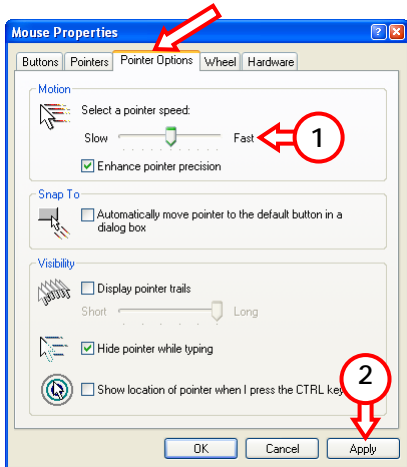 Mouse Properties
Buttons Pointers Pointer Options Wheel Hardware
Motion
Select a pointer speed:
Slow Fast 1
Enhance pointer precision
Snap To
Automatically move pointer to the default button in a
dialog box
Visibility
Display pointer trails
Short Long
Hide pointer while typing
Show location of pointer when I press the CTRL key
2
OK Cancel Apply